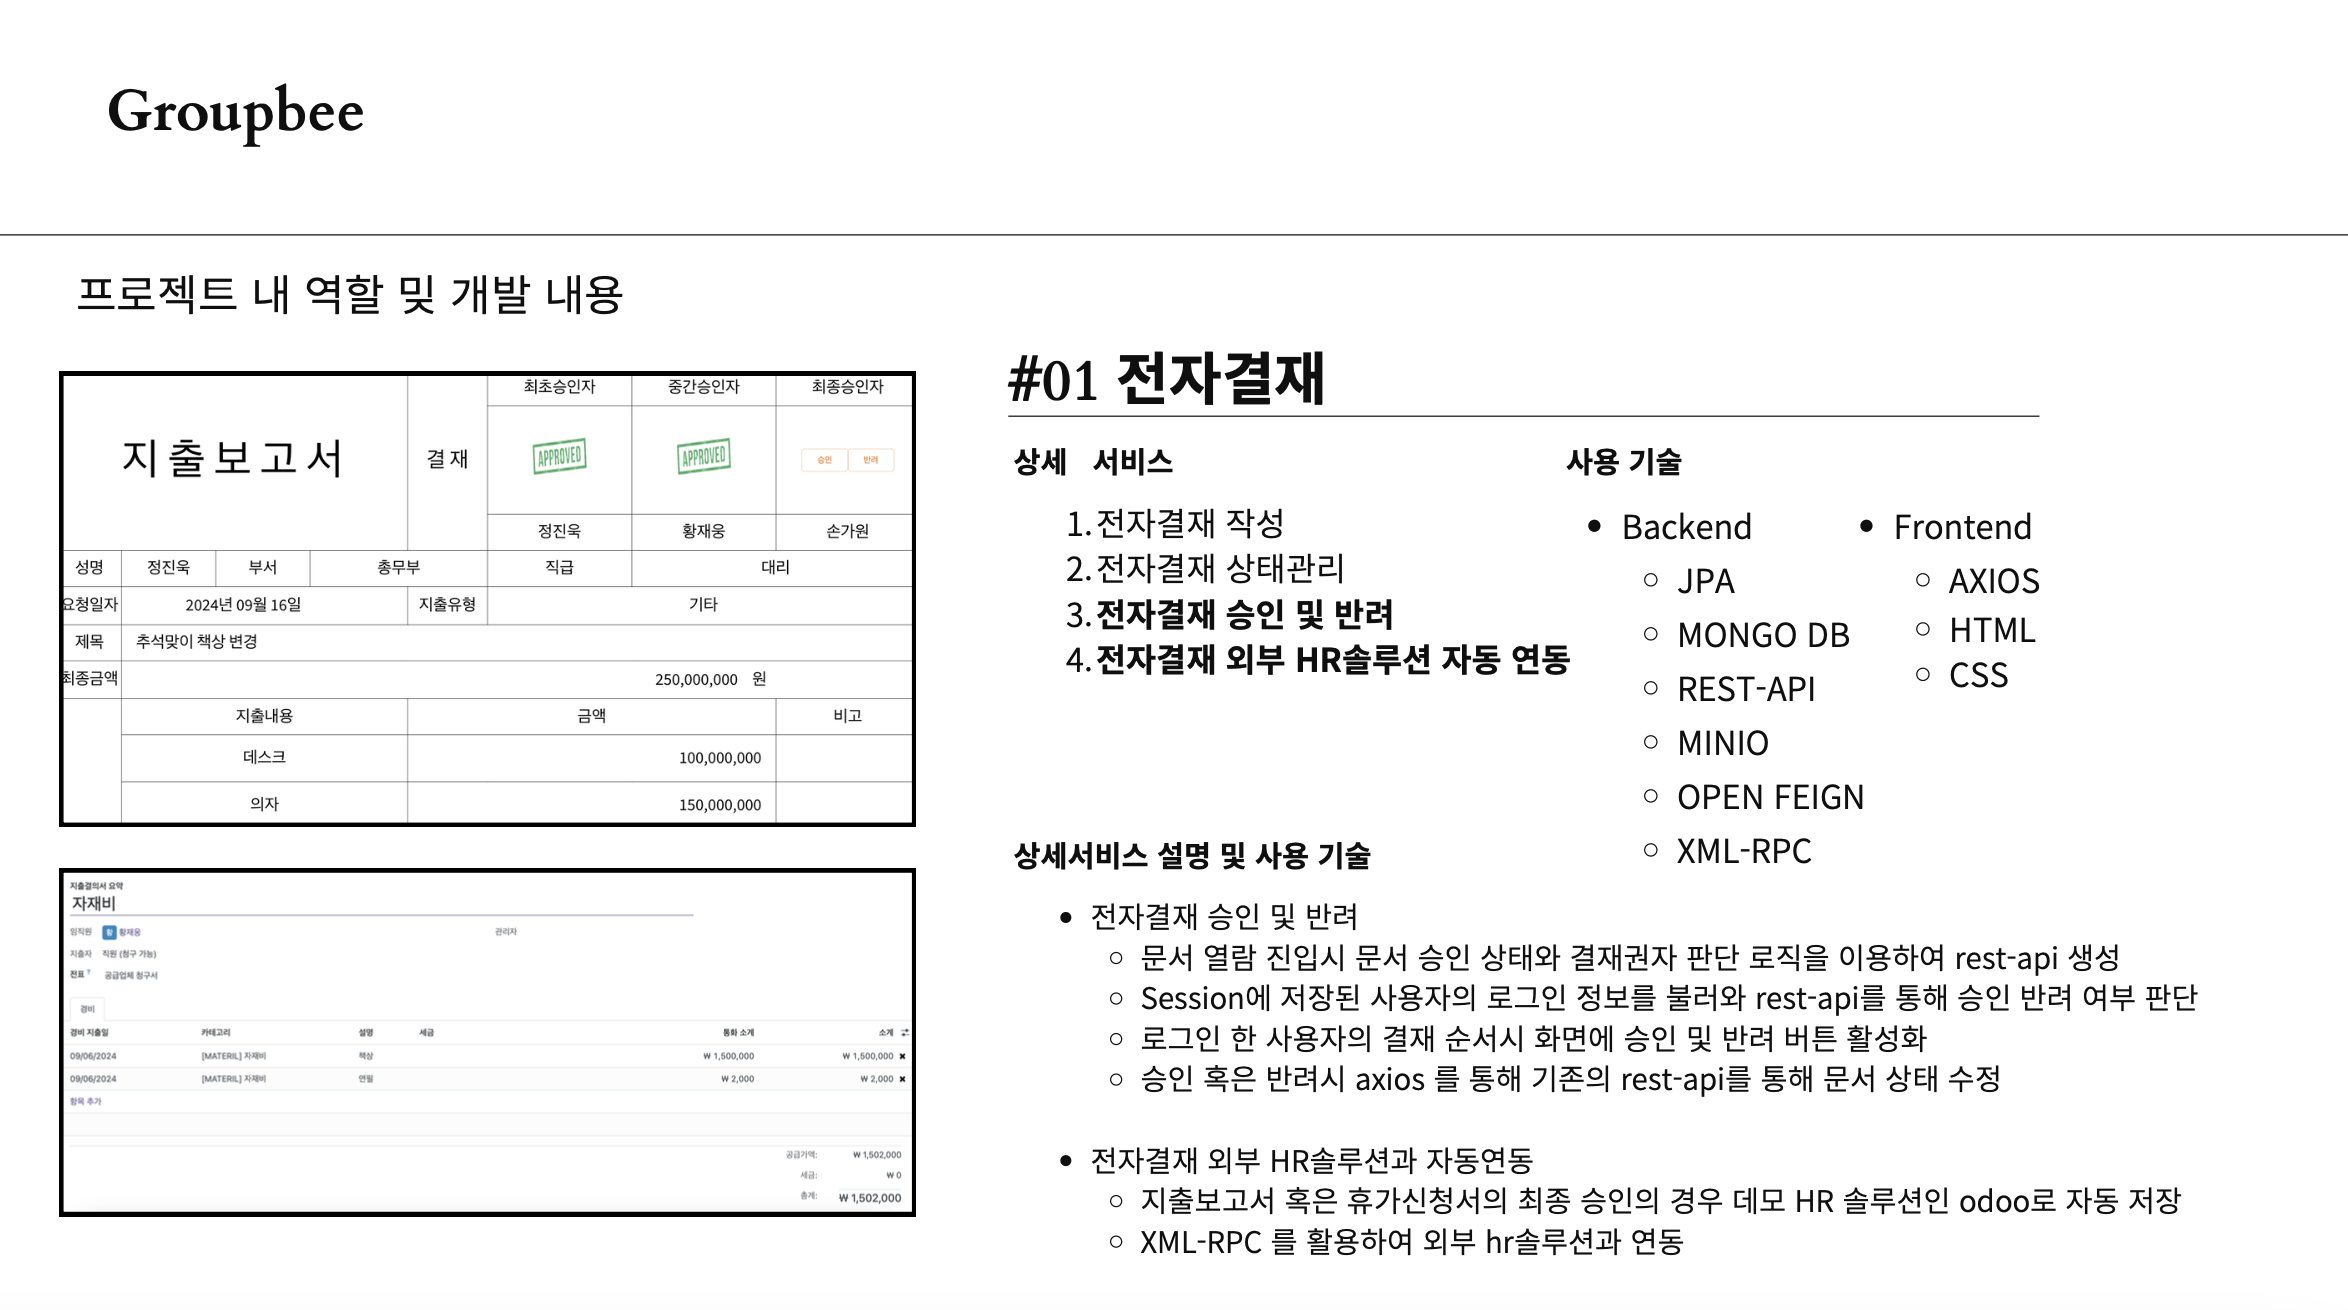 Groupbee
프로젝트 내 역할 및 개발 내용
최초승인자 중간승인자 최종승인자
지출보고서 결 재 APPROVED APPROVED 승인 반려
정진욱 황재웅 손가원
성명 정진욱 부서 총무부 직급 대리
요청일자 2024년 09월 16일 지출유형 기타
제목 추석맞이 책상 변경
최종금액 250,000,000 원
지출내용 금액 비고
데스크 100,000,000
의자 150,000,000
지출결의서 요약
자재비
임직원 황 황재웅 관리자
지출자 직원 (청구 가능)
전표 ? 공급업체 청구서
경비
경비 지출일 카테고리 설명 세금 통화 소계 소계
09/06/2024 [MATERIL] 자재비 책상 ₩ 1,500,000 ₩ 1,500,000 ✖
09/06/2024 [MATERIL] 자재비 연필 ₩ 2,000 ₩ 2,000 ✖
항목 추가
공급가액: ₩ 1,502,000
세금: ₩ 0
총계: ₩ 1,502,000
#01 전자결재
상세 서비스
1. 전자결재 작성
2. 전자결재 상태관리
3. 전자결재 승인 및 반려
4. 전자결재 외부 HR솔루션 자동 연동
사용 기술
• Backend
○ JPA
○ MONGO DB
○ REST-API
○ MINIO
○ OPEN FEIGN
○ XML-RPC
• Frontend
○ AXIOS
○ HTML
○ CSS
상세서비스 설명 및 사용 기술
• 전자결재 승인 및 반려
○ 문서 열람 진입시 문서 승인 상태와 결재권자 판단 로직을 이용하여 rest-api 생성
○ Session에 저장된 사용자의 로그인 정보를 불러와 rest-api를 통해 승인 반려 여부 판단
○ 로그인 한 사용자의 결재 순서시 화면에 승인 및 반려 버튼 활성화
○ 승인 혹은 반려시 axios 를 통해 기존의 rest-api를 통해 문서 상태 수정
• 전자결재 외부 HR솔루션과 자동연동
○ 지출보고서 혹은 휴가신청서의 최종 승인의 경우 데모 HR 솔루션인 odoo로 자동 저장
○ XML-RPC 를 활용하여 외부 hr솔루션과 연동